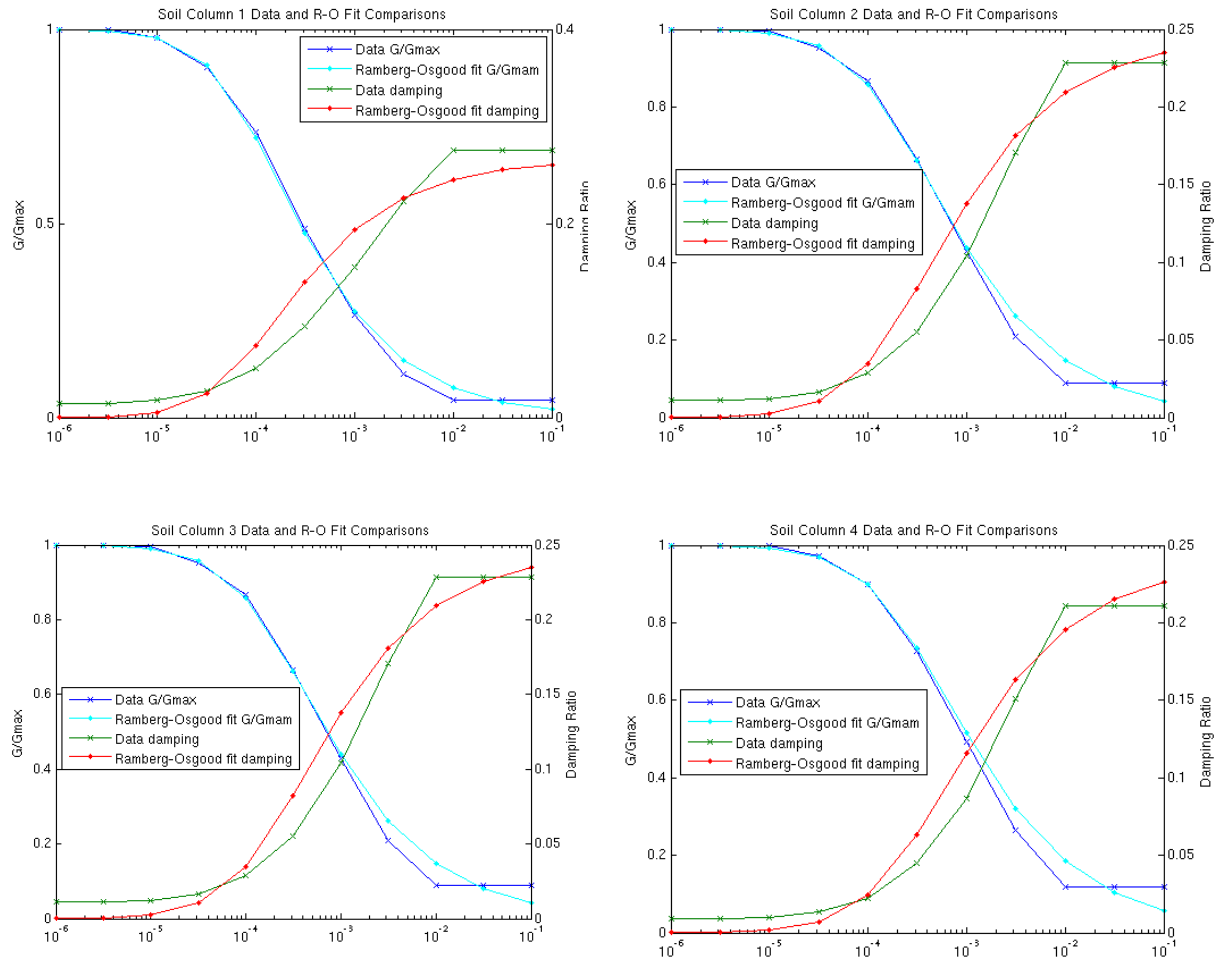 Soil Column 1 Data and R-O Fit Comparisons
1
0.5
0
G/Gmax
0.4
0.2
0
Damping Ratio
Data G/Gmax
Ramberg-Osgood fit G/Gmam
Data damping
Ramberg-Osgood fit damping
10^-6 10^-5 10^-4 10^-3 10^-2 10^-1
Soil Column 2 Data and R-O Fit Comparisons
1
0.8
0.6
0.4
0.2
0
G/Gmax
0.25
0.2
0.15
0.1
0.05
0
Damping Ratio
Data G/Gmax
Ramberg-Osgood fit G/Gmam
Data damping
Ramberg-Osgood fit damping
10^-6 10^-5 10^-4 10^-3 10^-2 10^-1
Soil Column 3 Data and R-O Fit Comparisons
1
0.8
0.6
0.4
0.2
0
G/Gmax
0.25
0.2
0.15
0.1
0.05
0
Damping Ratio
Data G/Gmax
Ramberg-Osgood fit G/Gmam
Data damping
Ramberg-Osgood fit damping
10^-6 10^-5 10^-4 10^-3 10^-2 10^-1
Soil Column 4 Data and R-O Fit Comparisons
1
0.8
0.6
0.4
0.2
0
G/Gmax
0.25
0.2
0.15
0.1
0.05
0
Damping Ratio
Data G/Gmax
Ramberg-Osgood fit G/Gmam
Data damping
Ramberg-Osgood fit damping
10^-6 10^-5 10^-4 10^-3 10^-2 10^-1